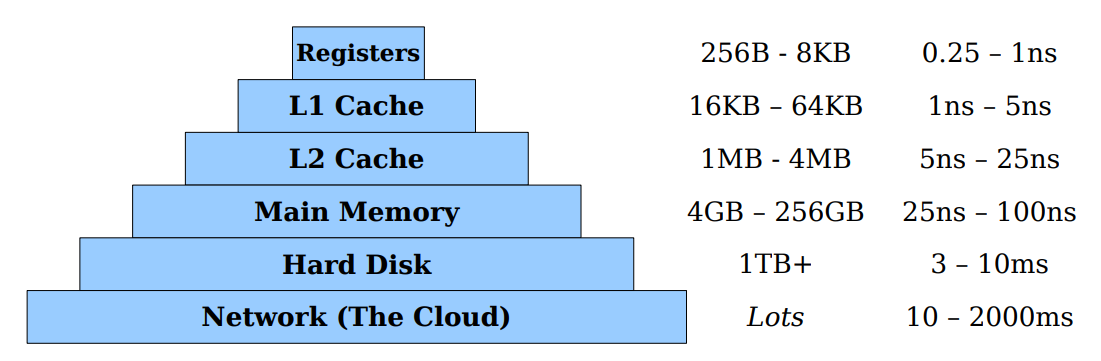 Registers 256B - 8KB 0.25 – 1ns
L1 Cache 16KB – 64KB 1ns – 5ns
L2 Cache 1MB - 4MB 5ns – 25ns
Main Memory 4GB – 256GB 25ns – 100ns
Hard Disk 1TB+ 3 – 10ms
Network (The Cloud) Lots 10 – 2000ms